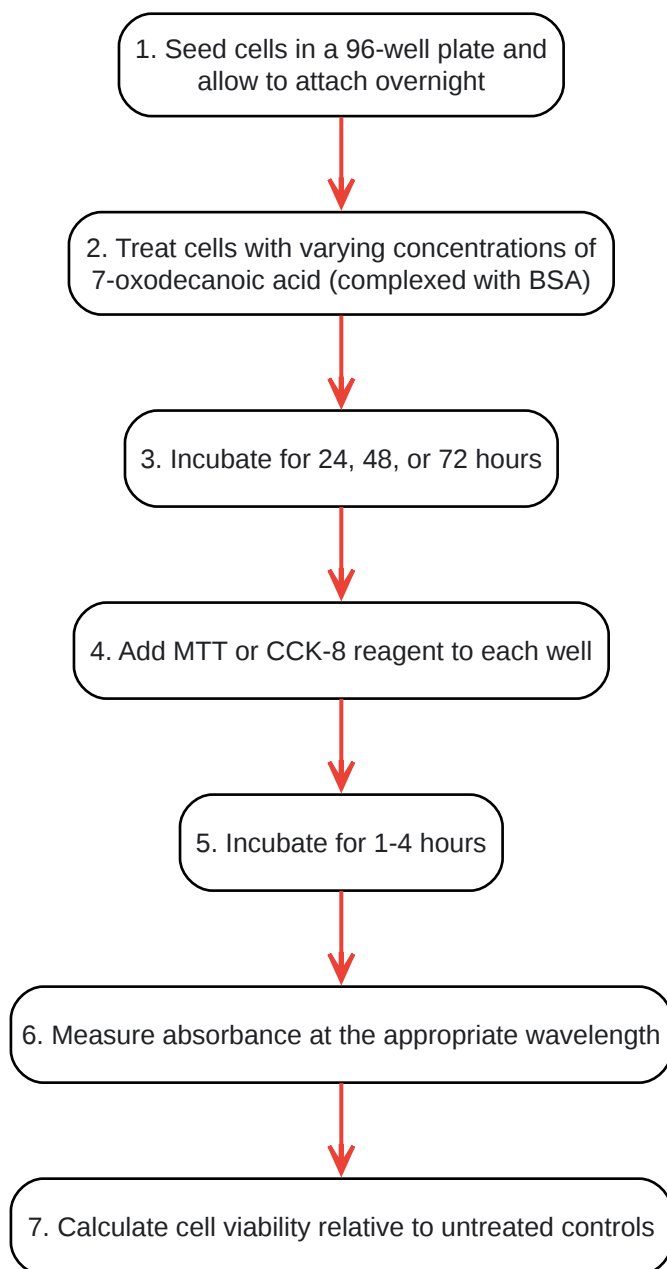 1. Seed cells in a 96-well plate and
allow to attach overnight
2. Treat cells with varying concentrations of
7-oxodecanoic acid (complexed with BSA)
3. Incubate for 24, 48, or 72 hours
4. Add MTT or CCK-8 reagent to each well
5. Incubate for 1-4 hours
6. Measure absorbance at the appropriate wavelength
7. Calculate cell viability relative to untreated controls